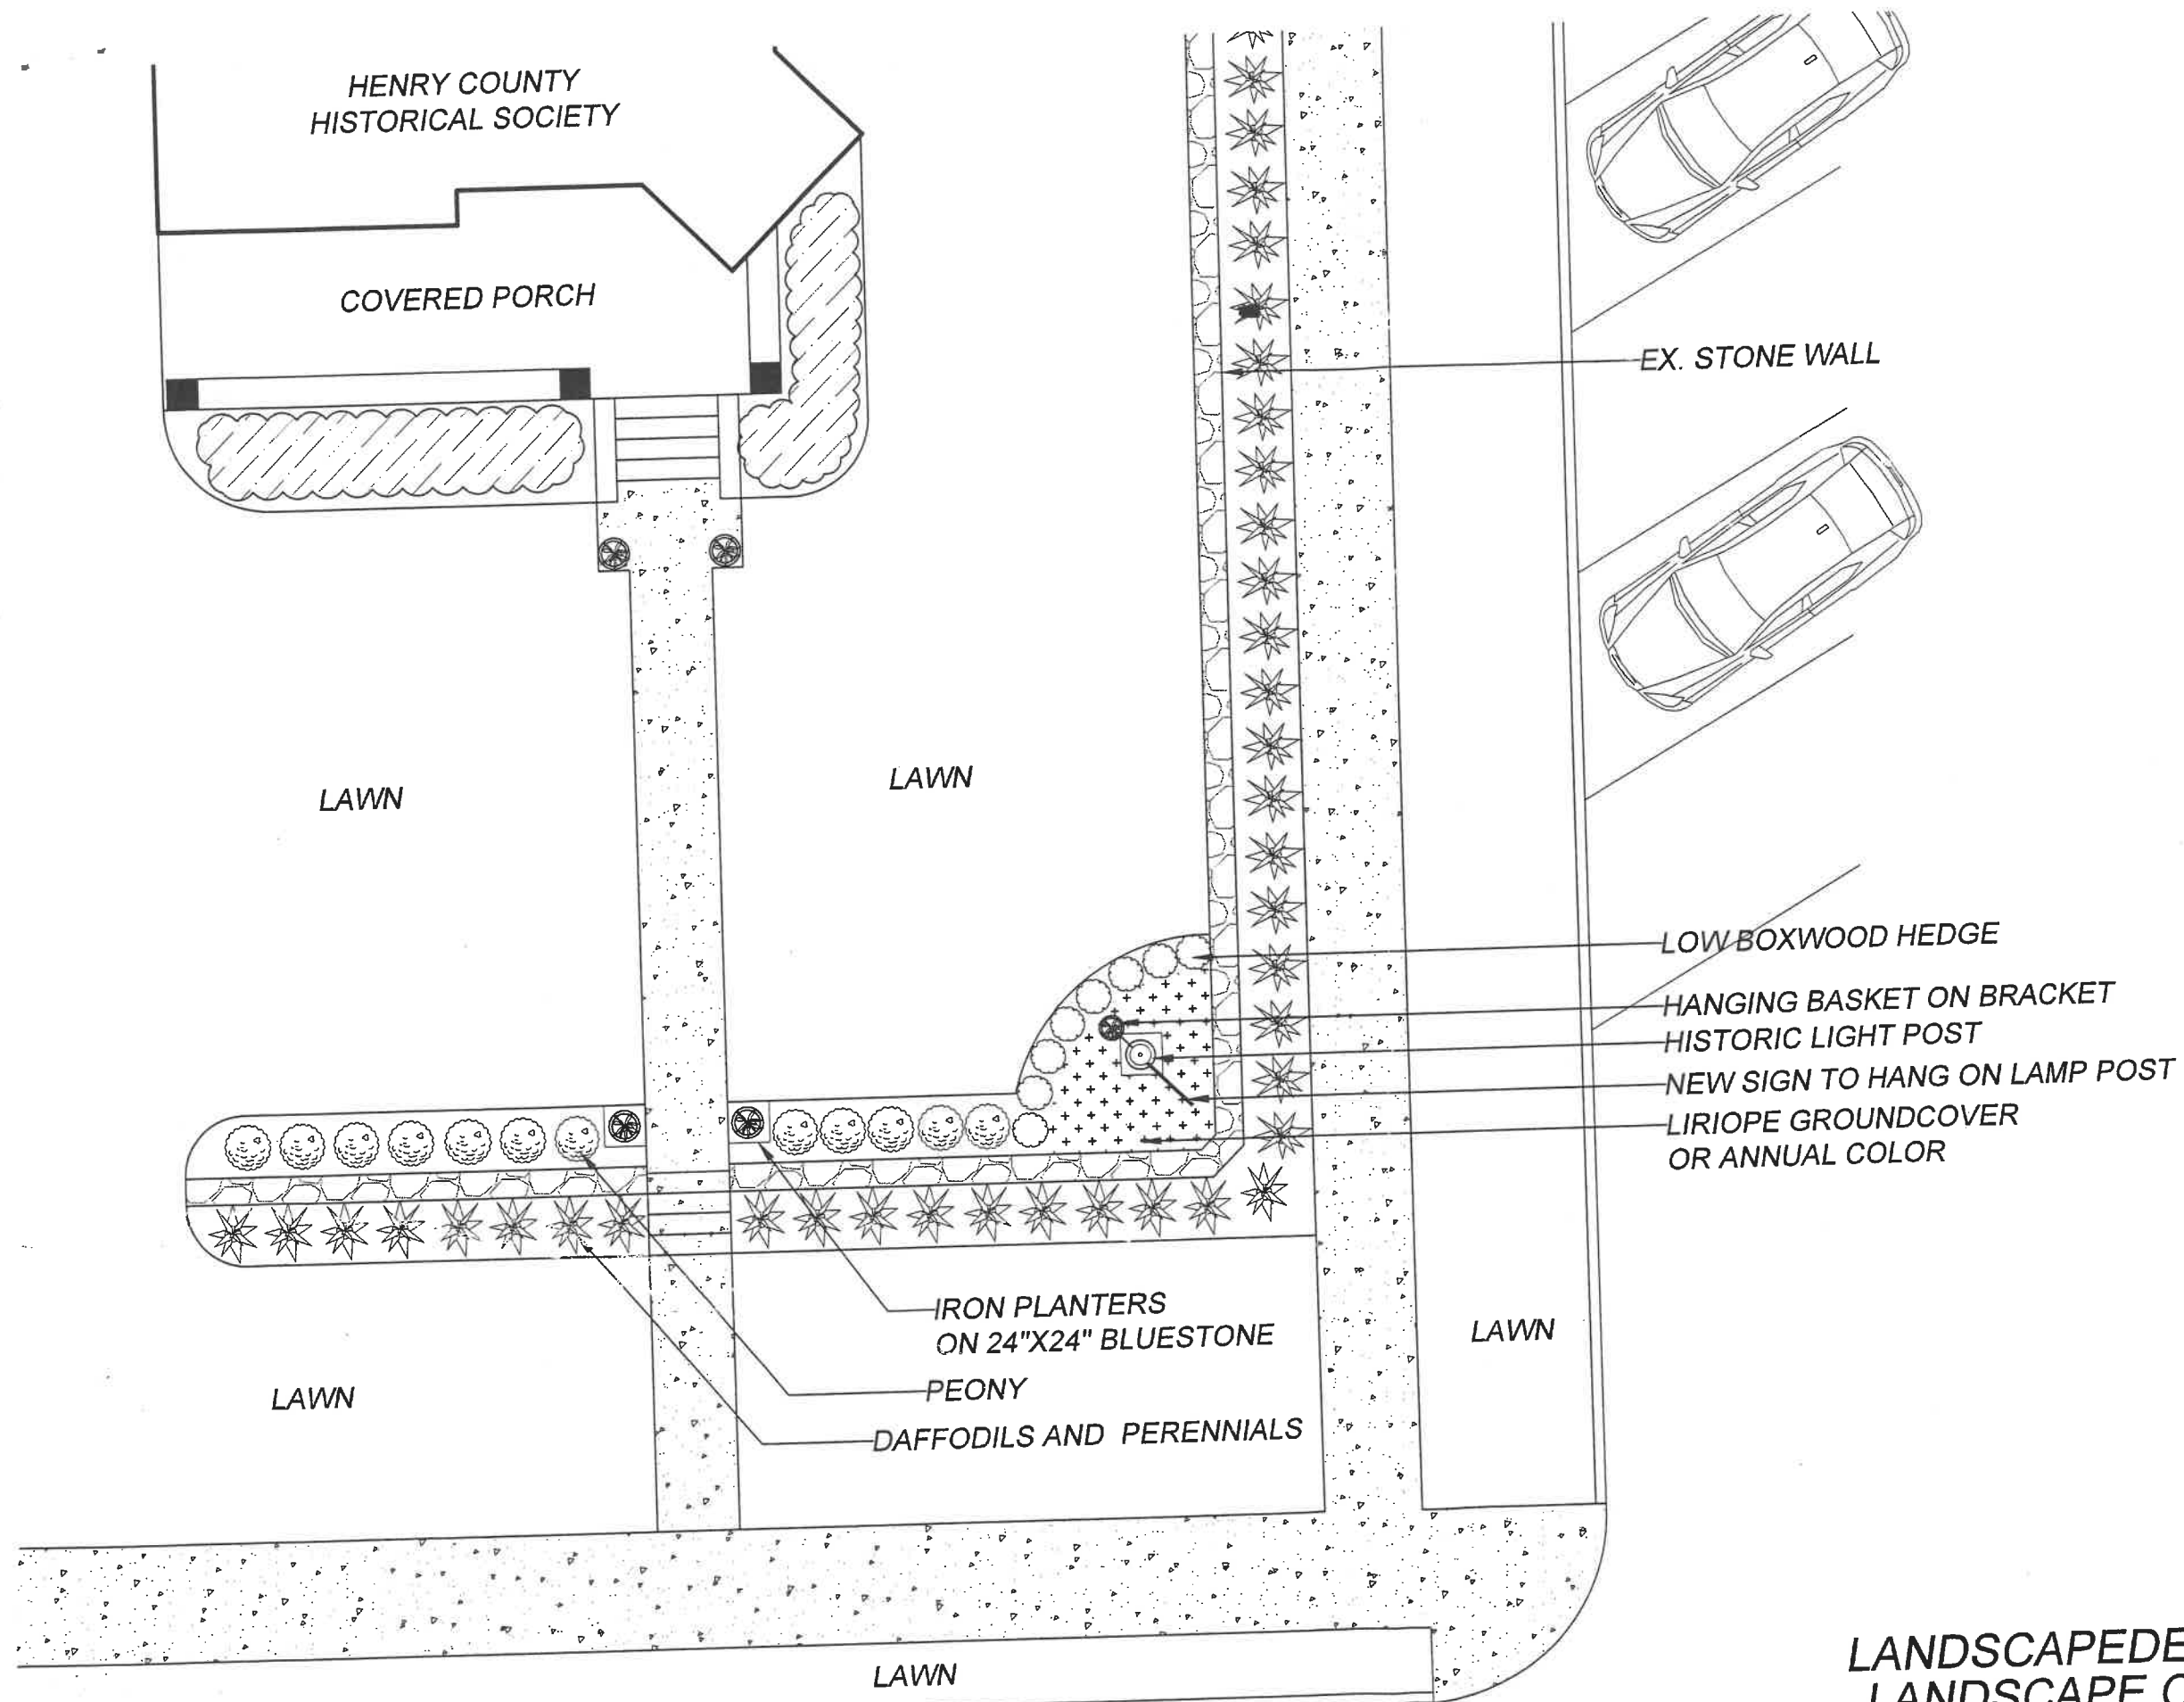 HENRY COUNTY
HISTORICAL SOCIETY
COVERED PORCH
EX. STONE WALL
LAWN
LAWN
LOW BOXWOOD HEDGE
HANGING BASKET ON BRACKET
HISTORIC LIGHT POST
NEW SIGN TO HANG ON LAMP POST
LIRIOPE GROUNDCOVER
OR ANNUAL COLOR
IRON PLANTERS
ON 24"X24" BLUESTONE
PEONY
DAFFODILS AND PERENNIALS
LAWN
LAWN
LAWN
LANDSCAPEDE
LANDSCAPE